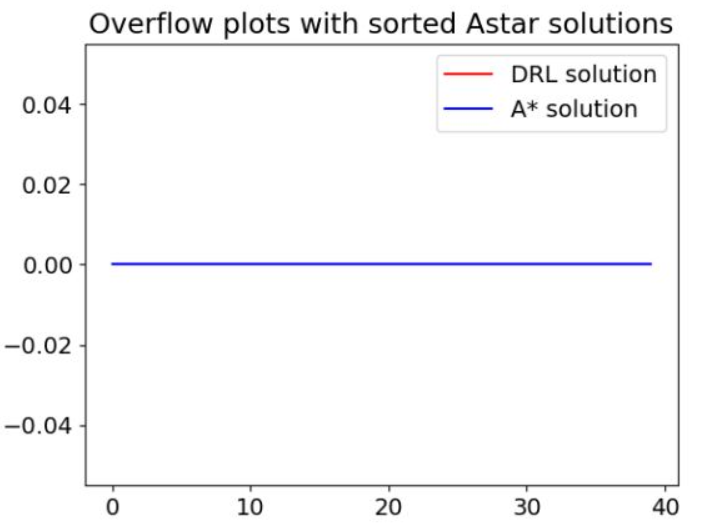 Overflow plots with sorted Astar solutions
DRL solution
A* solution
0.04
0.02
0.00
−0.02
−0.04
0 10 20 30 40